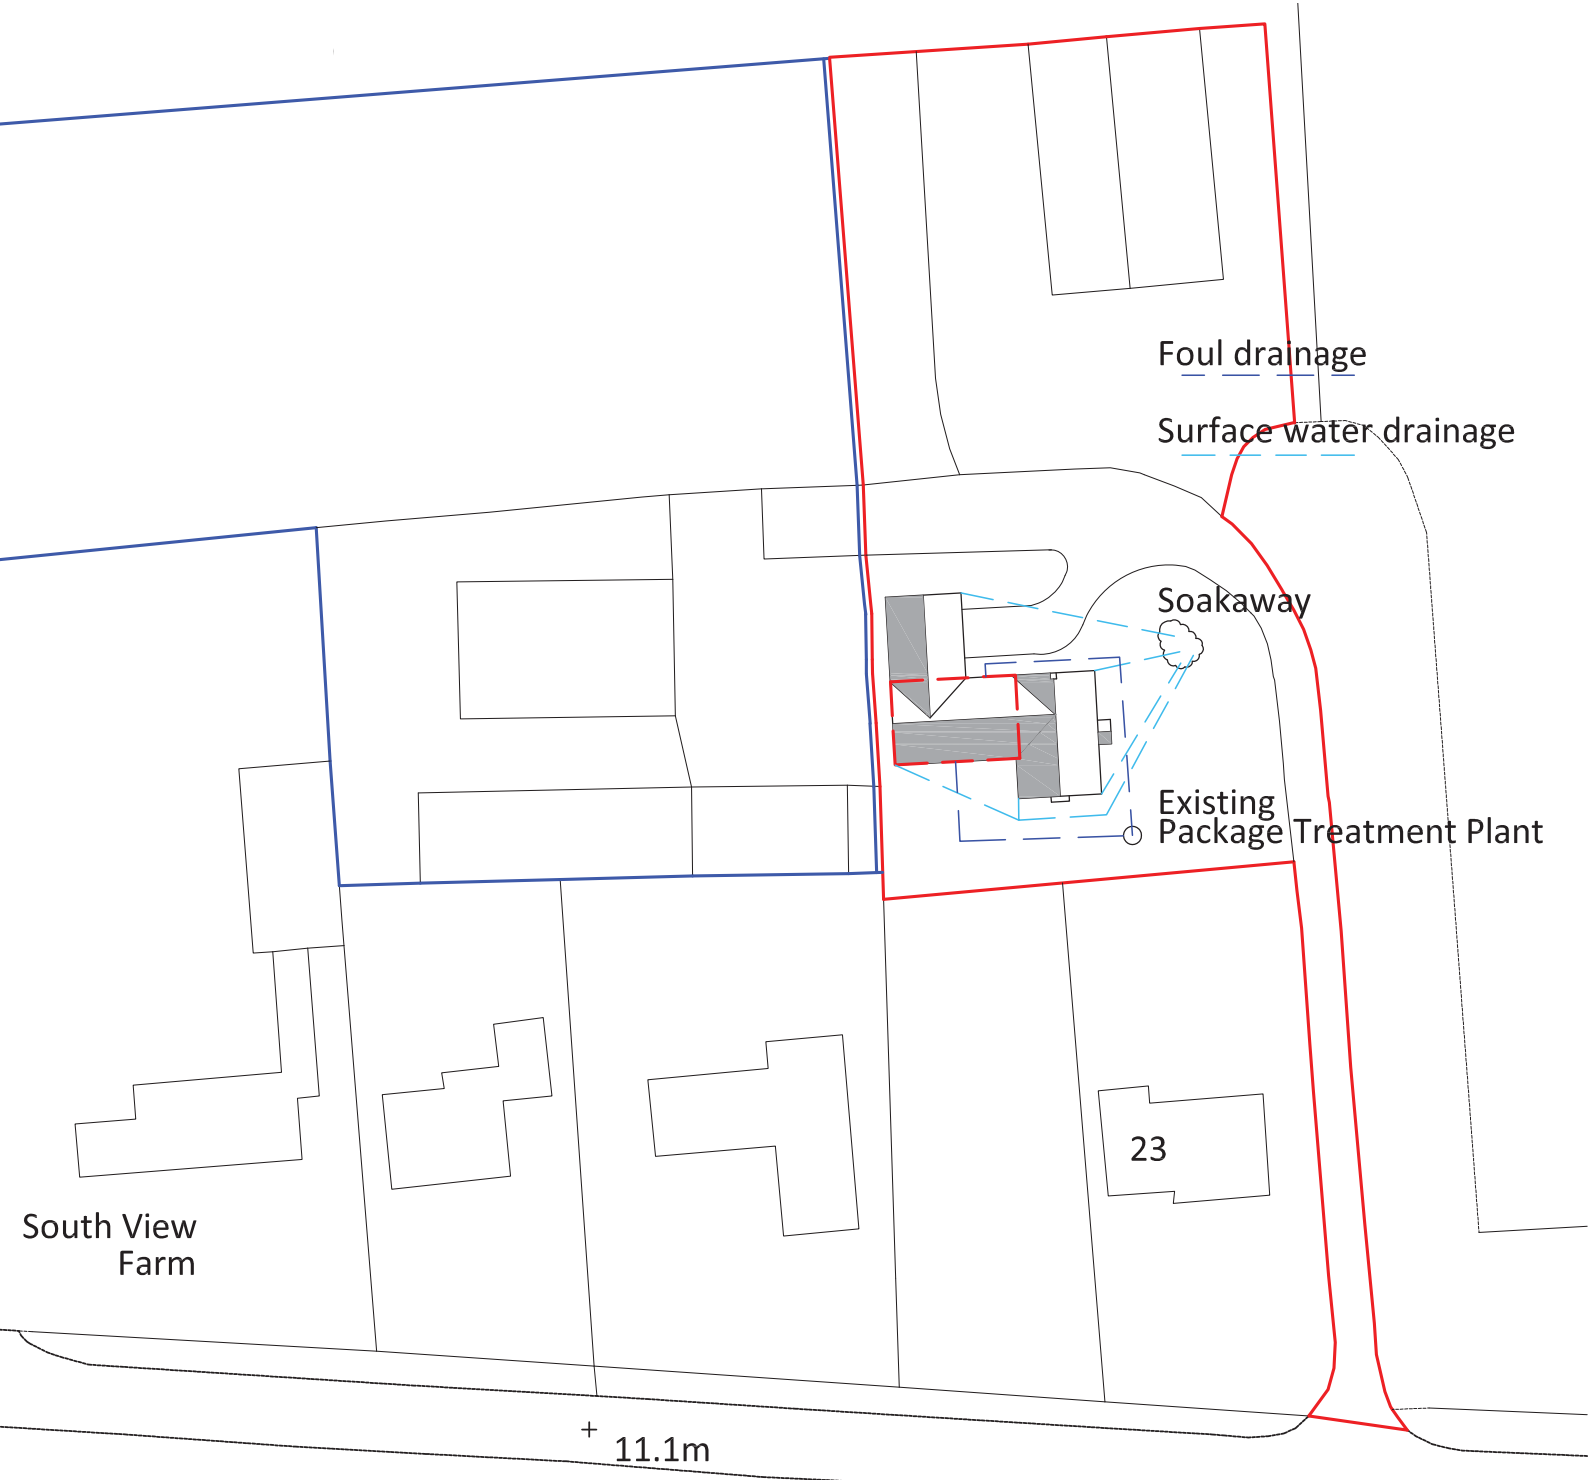 Foul drainage
Surface water drainage
Soakaway
Existing
Package Treatment Plant
23
South View
Farm
11.1m